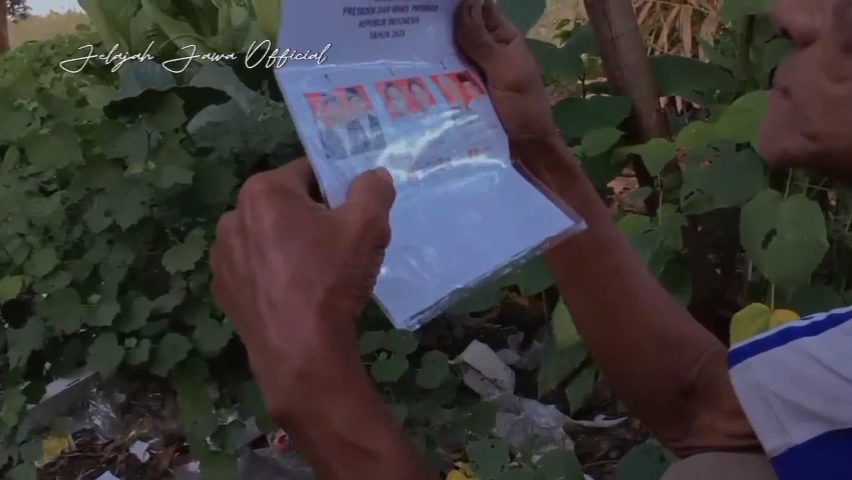 Jelajah Jawa Official
PRESIDEN DAN WAKIL PRESIDEN
REPUBLIK INDONESIA
TAHUN 2024